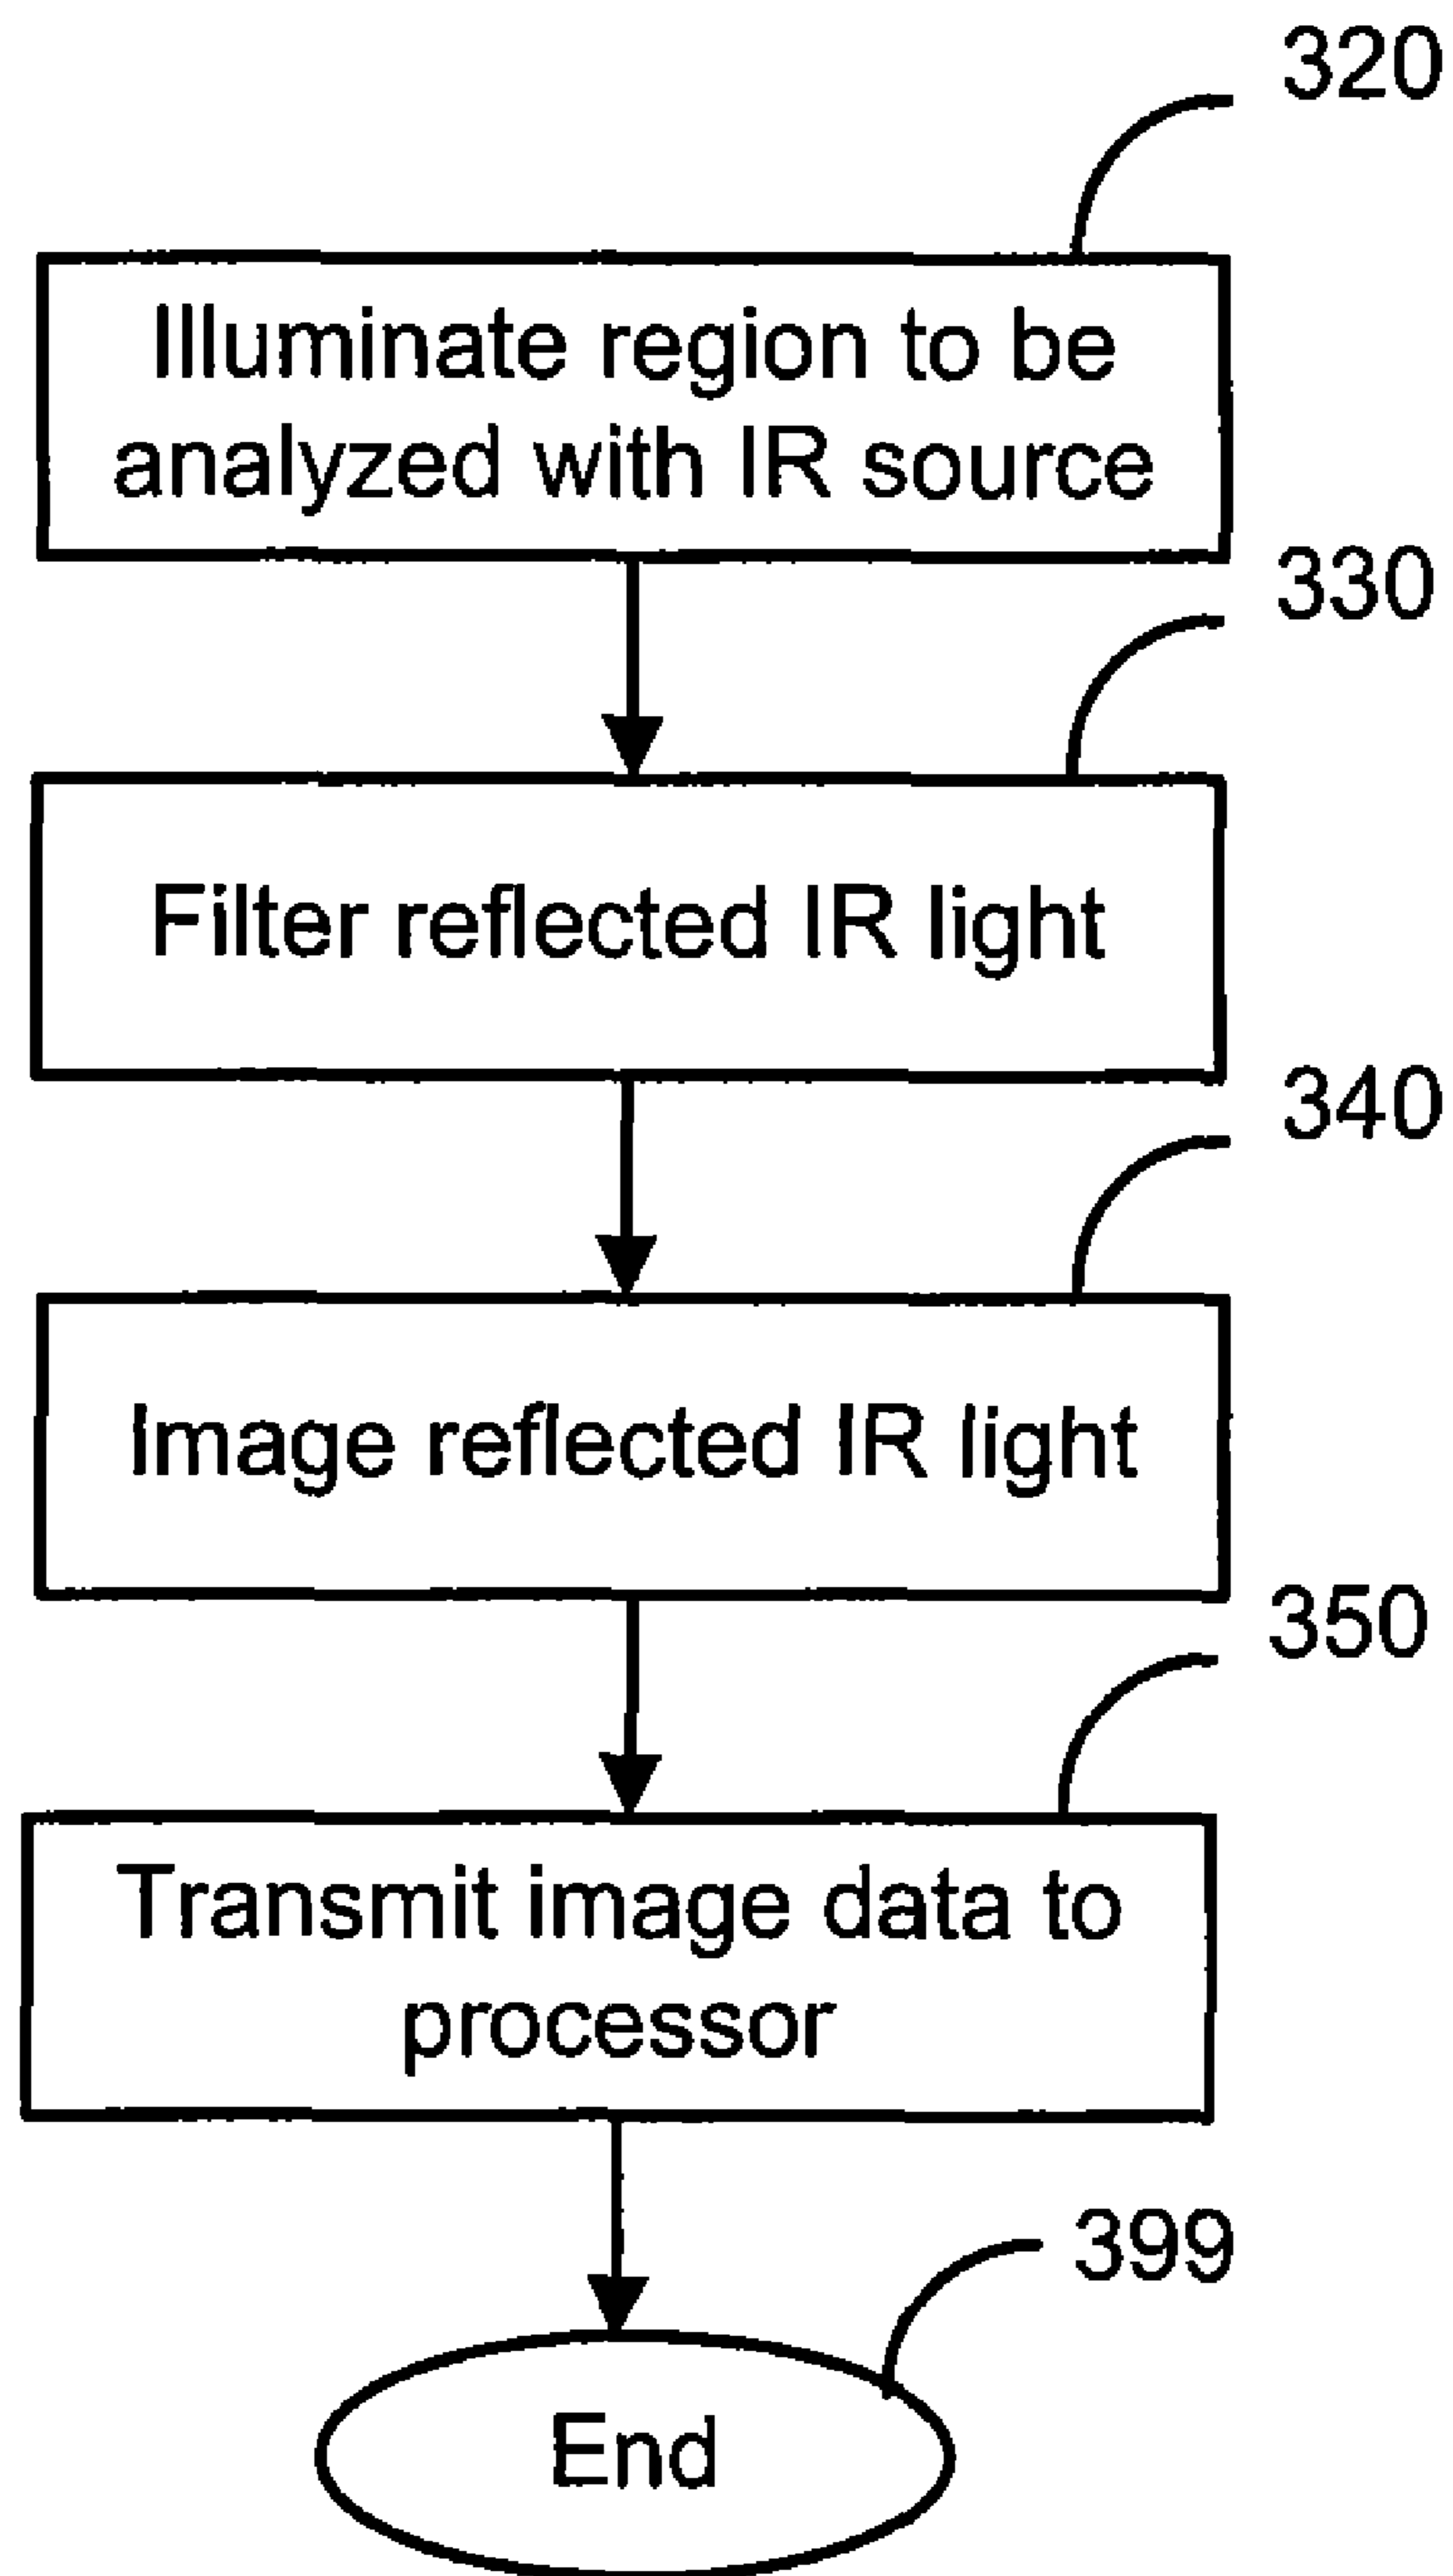 320
Illuminate region to be
analyzed with IR source
330
Filter reflected IR light
340
Image reflected IR light
350
Transmit image data to
processor
399
End